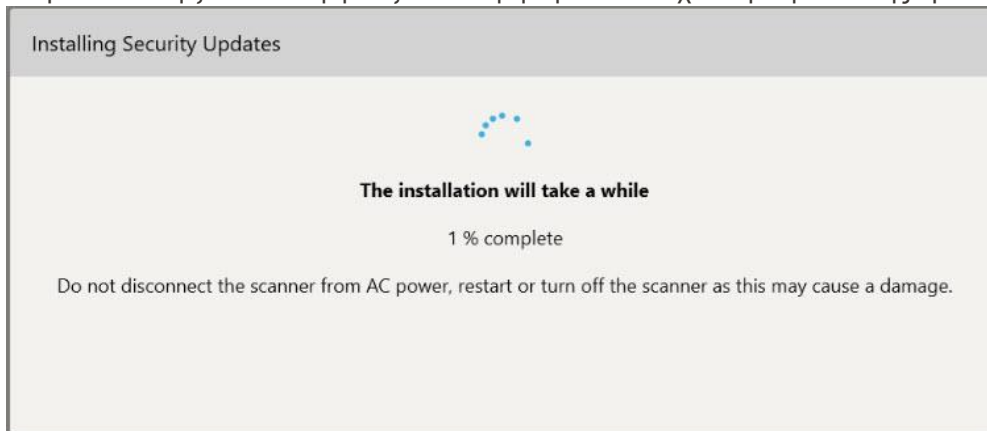 Installing Security Updates
The installation will take a while
1 % complete
Do not disconnect the scanner from AC power, restart or turn off the scanner as this may cause a damage.